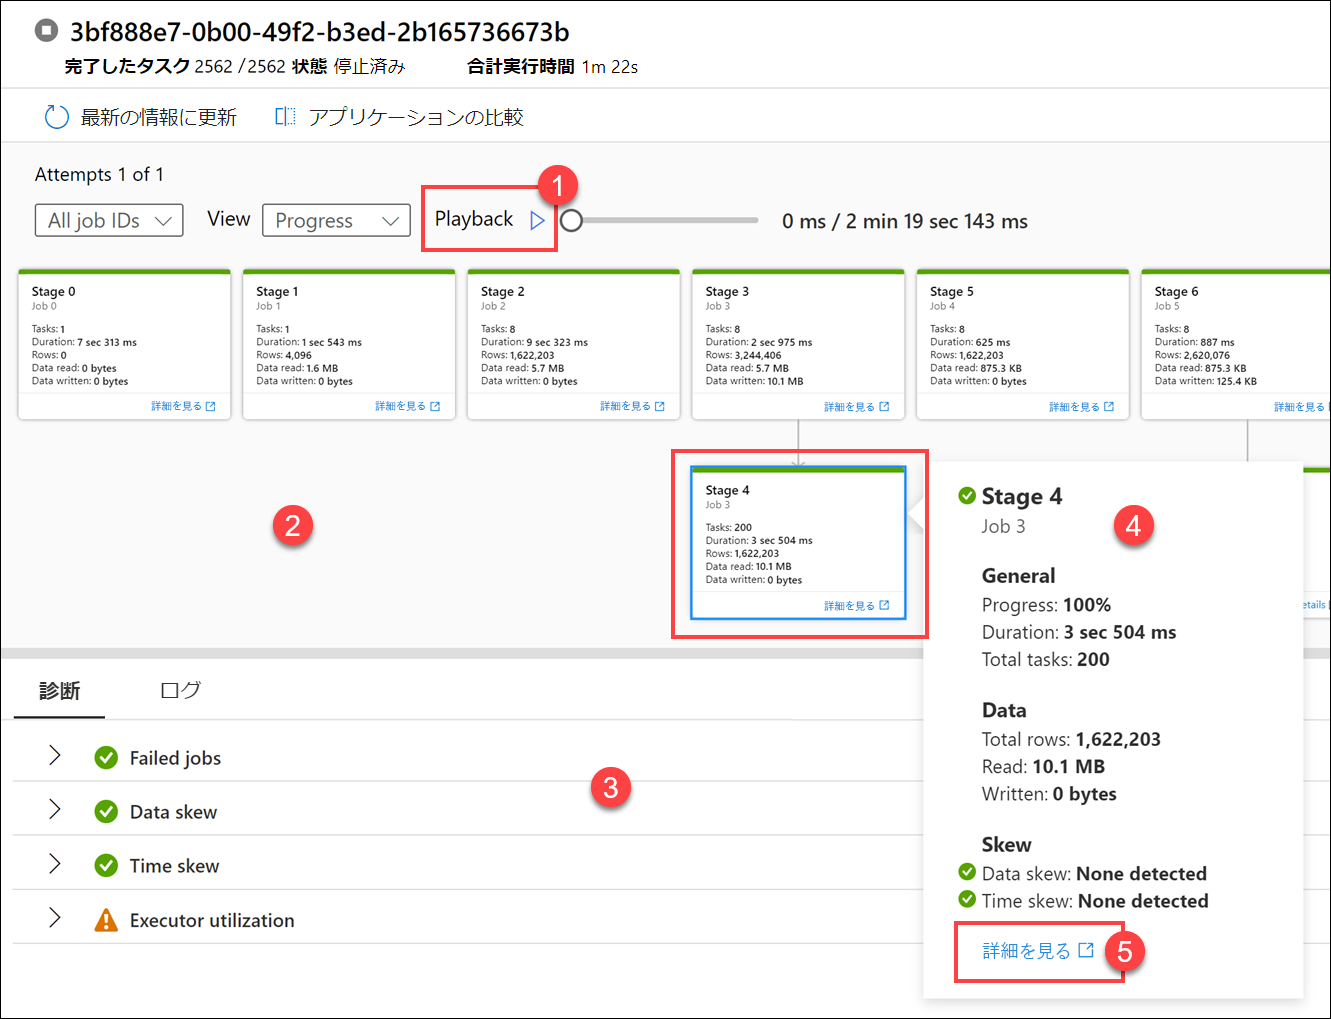 3bf888e7-0b00-49f2-b3ed-2b165736673b
完了したタスク 2562 /2562 状態 停止済み 合計実行時間 1m 22s
最新の情報に更新 アプリケーションの比較
Attempts 1 of 1
All job IDs View Progress Playback 1 0 ms / 2 min 19 sec 143 ms
Stage 0
Job 0
Tasks: 1
Duration: 7 sec 313 ms
Rows: 0
Data read: 0 bytes
Data written: 0 bytes
詳細を見る
Stage 1
Job 1
Tasks: 1
Duration: 1 sec 543 ms
Rows: 4,096
Data read: 1.6 MB
Data written: 0 bytes
詳細を見る
Stage 2
Job 2
Tasks: 8
Duration: 9 sec 323 ms
Rows: 1,622,203
Data read: 5.7 MB
Data written: 0 bytes
詳細を見る
Stage 3
Job 3
Tasks: 8
Duration: 2 sec 975 ms
Rows: 3,244,406
Data read: 5.7 MB
Data written: 10.1 MB
詳細を見る
Stage 5
Job 4
Tasks: 8
Duration: 625 ms
Rows: 1,622,203
Data read: 875.3 KB
Data written: 0 bytes
詳細を見る
Stage 6
Job 5
Tasks: 8
Duration: 887 ms
Rows: 2,620,076
Data read: 875.3 KB
Data written: 125.4 KB
詳細を見る
2
Stage 4
Job 3
Tasks: 200
Duration: 3 sec 504 ms
Rows: 1,622,203
Data read: 10.1 MB
Data written: 0 bytes
詳細を見る
Stage 4
Job 3
4
General
Progress: 100%
Duration: 3 sec 504 ms
Total tasks: 200
Data
Total rows: 1,622,203
Read: 10.1 MB
Written: 0 bytes
Skew
Data skew: None detected
Time skew: None detected
詳細を見る 5
etails
診断 ログ
Failed jobs
3
Data skew
Time skew
Executor utilization